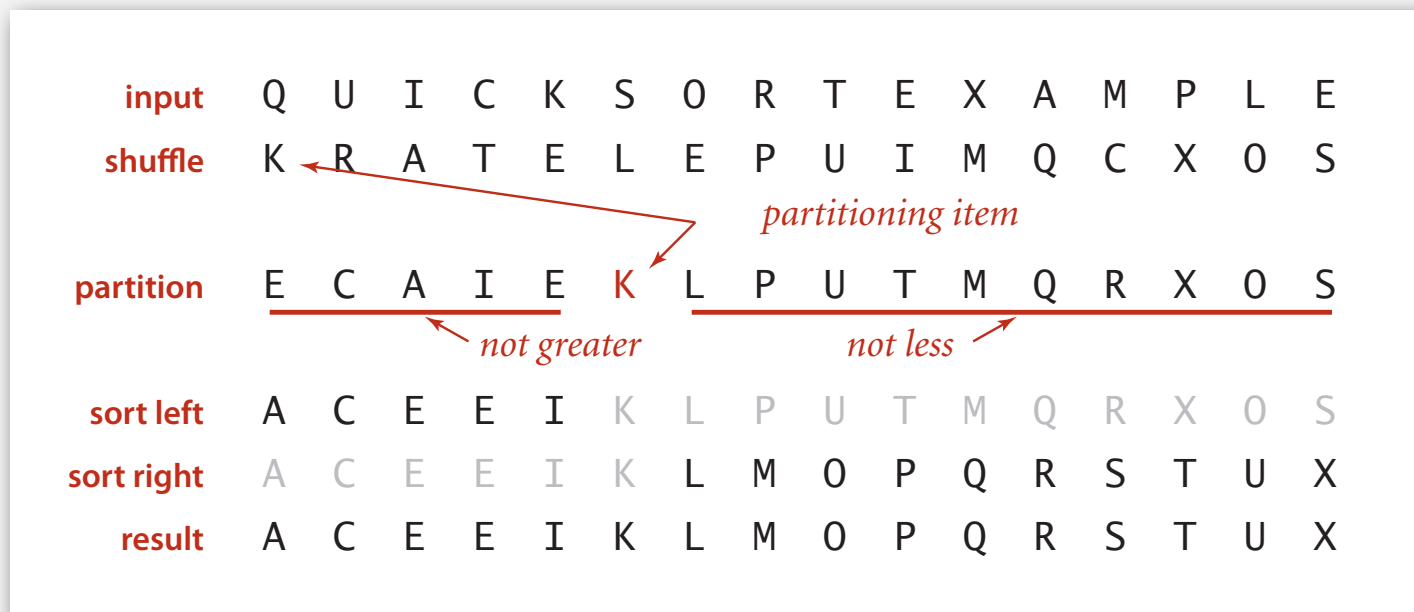 input Q U I C K S O R T E X A M P L E
shuffle K R A T E L E P U I M Q C X O S
partitioning item
partition E C A I E K L P U T M Q R X O S
not greater not less
sort left A C E E I K L P U T M Q R X O S
sort right A C E E I K L M O P Q R S T U X
result A C E E I K L M O P Q R S T U X